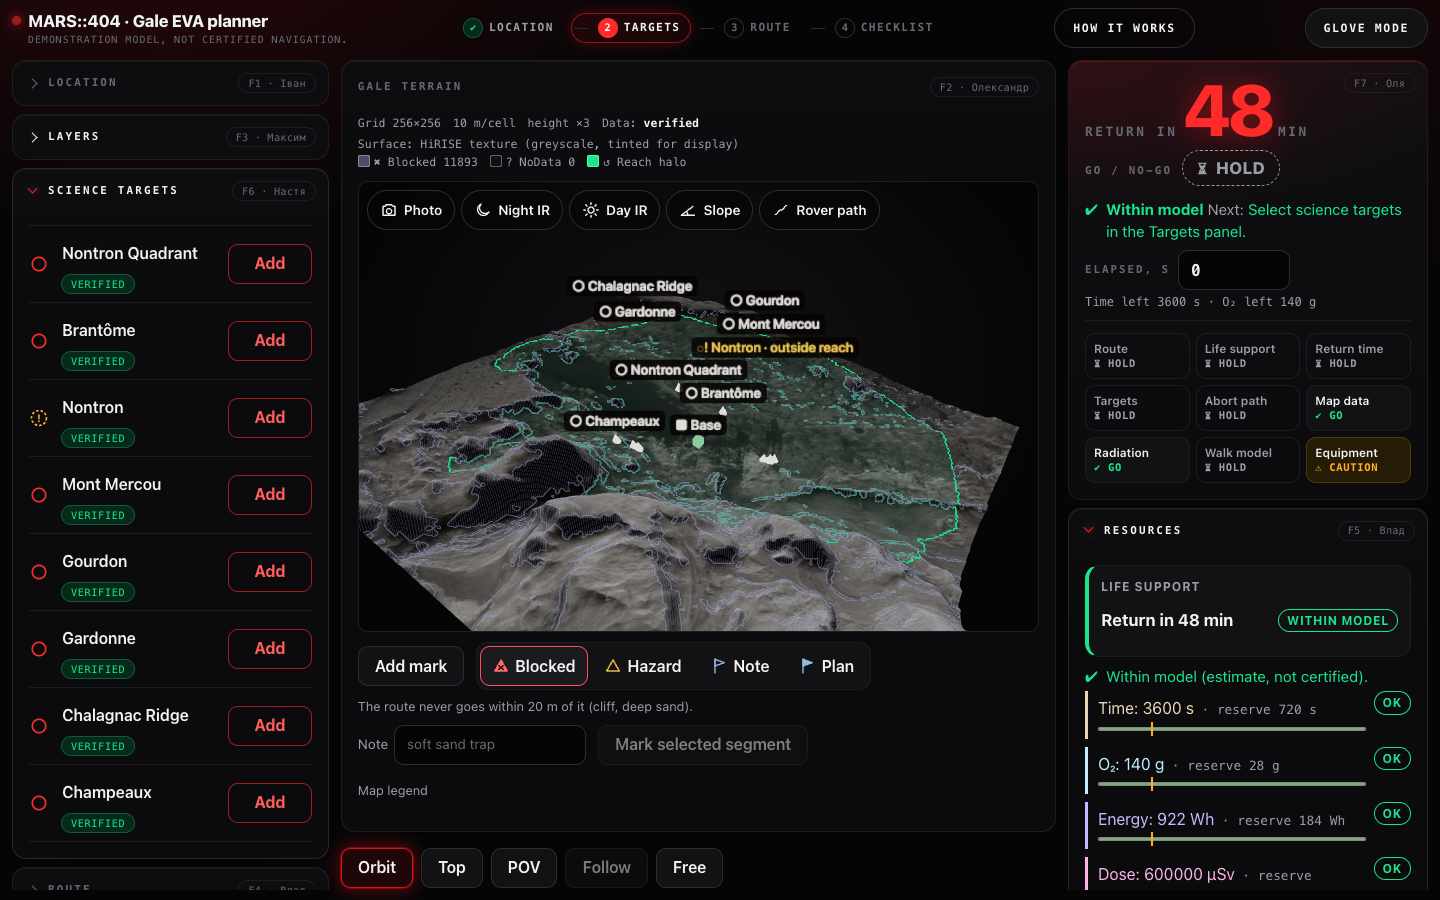 MARS::404 · Gale EVA planner
DEMONSTRATION MODEL, NOT CERTIFIED NAVIGATION.
✔ LOCATION
2 TARGETS
3 ROUTE
4 CHECKLIST
HOW IT WORKS
GLOVE MODE
LOCATION
F1 · Іван
LAYERS
F3 · Максим
SCIENCE TARGETS
F6 · Настя
Nontron Quadrant
VERIFIED
Add
Brantôme
VERIFIED
Add
Nontron
VERIFIED
Add
Mont Mercou
VERIFIED
Add
Gourdon
VERIFIED
Add
Gardonne
VERIFIED
Add
Chalagnac Ridge
VERIFIED
Add
Champeaux
VERIFIED
Add
ROUTE
F4 · Влад
GALE TERRAIN
F2 · Олександр
Grid 256×256 10 m/cell height ×3 Data: verified
Surface: HiRISE texture (greyscale, tinted for display)
✖ Blocked 11893 ? NoData 0 ↺ Reach halo
Photo
Night IR
Day IR
Slope
Rover path
Chalagnac Ridge
Gourdon
Gardonne
Mont Mercou
! Nontron · outside reach
Nontron Quadrant
Brantôme
Champeaux
Base
Add mark
Blocked
Hazard
Note
Plan
The route never goes within 20 m of it (cliff, deep sand).
Note
soft sand trap
Mark selected segment
Map legend
Orbit
Top
POV
Follow
Free
F7 · Оля
RETURN IN 48 MIN
GO / NO-GO
HOLD
✔ Within model Next: Select science targets
in the Targets panel.
ELAPSED, S
0
Time left 3600 s · O₂ left 140 g
Route
HOLD
Life support
HOLD
Return time
HOLD
Targets
HOLD
Abort path
HOLD
Map data
✔ GO
Radiation
✔ GO
Walk model
HOLD
Equipment
⚠ CAUTION
RESOURCES
F5 · Влад
LIFE SUPPORT
Return in 48 min
WITHIN MODEL
✔ Within model (estimate, not certified).
Time: 3600 s · reserve 720 s
OK
O₂: 140 g · reserve 28 g
OK
Energy: 922 Wh · reserve 184 Wh
OK
Dose: 600000 µSv · reserve
OK